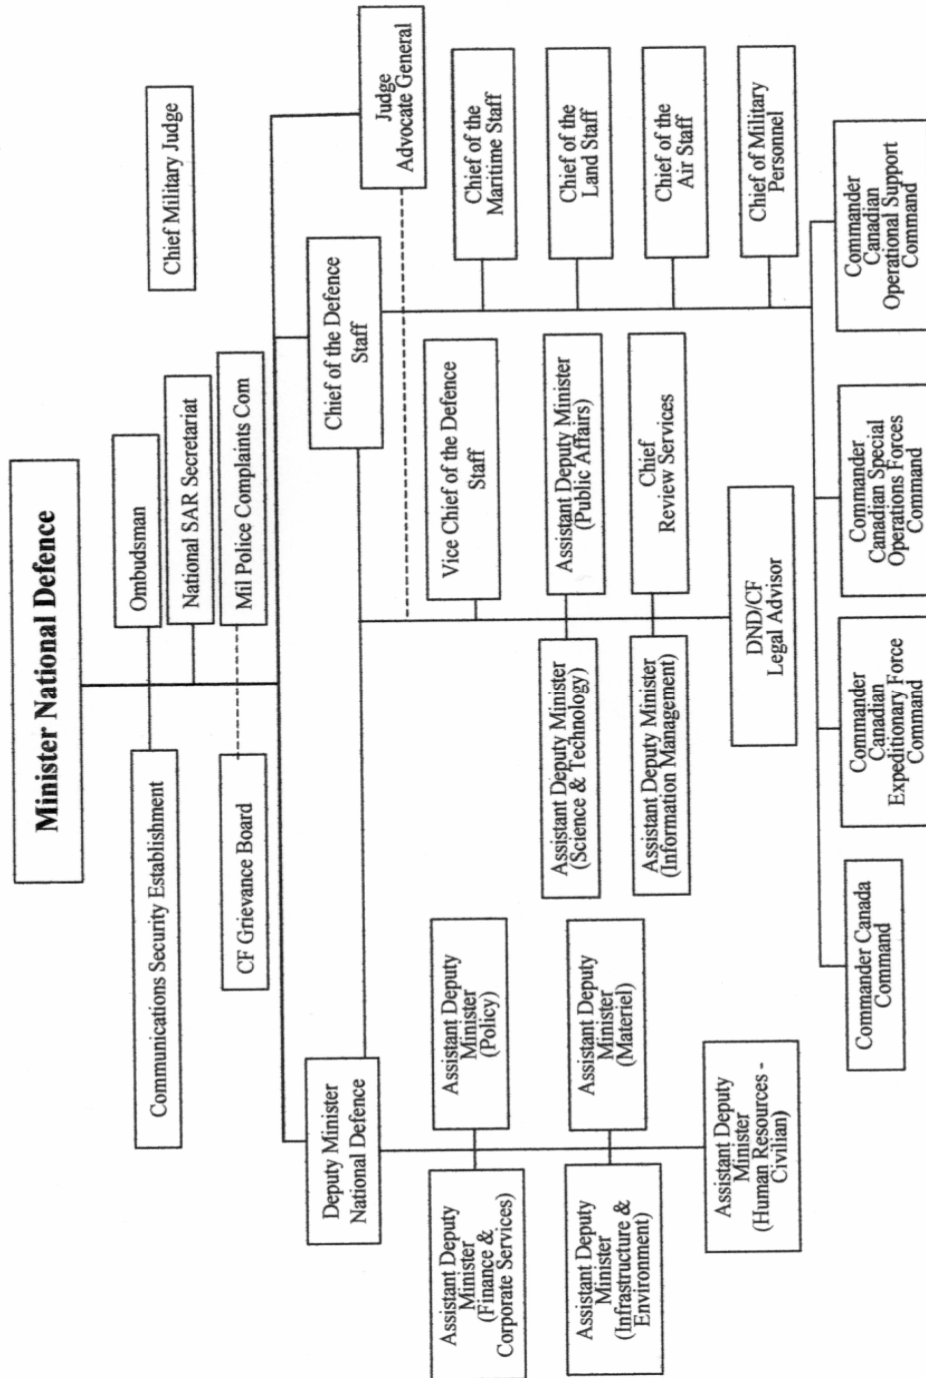 Minister National Defence
Communications Security Establishment
Ombudsman
Chief Military Judge
National SAR Secretariat
CF Grievance Board
Mil Police Complaints Com
Deputy Minister
National Defence
Chief of the Defence
Staff
Judge
Advocate General
Assistant Deputy
Minister
(Finance &
Corporate Services)
Assistant Deputy
Minister
(Policy)
Vice Chief of the Defence
Staff
Chief of the
Maritime Staff
Assistant Deputy
Minister
(Infrastructure &
Environment)
Assistant Deputy
Minister
(Materiel)
Assistant Deputy Minister
(Science & Technology)
Assistant Deputy Minister
(Public Affairs)
Chief of the
Land Staff
Assistant Deputy Minister
(Information Management)
Chief
Review Services
Chief of the
Air Staff
Assistant Deputy
Minister
(Human Resources -
Civilian)
DND/CF
Legal Advisor
Chief of Military
Personnel
Commander Canada
Command
Commander
Canadian
Expeditionary Force
Command
Commander
Canadian Special
Operations Forces
Command
Commander
Canadian
Operational Support
Command